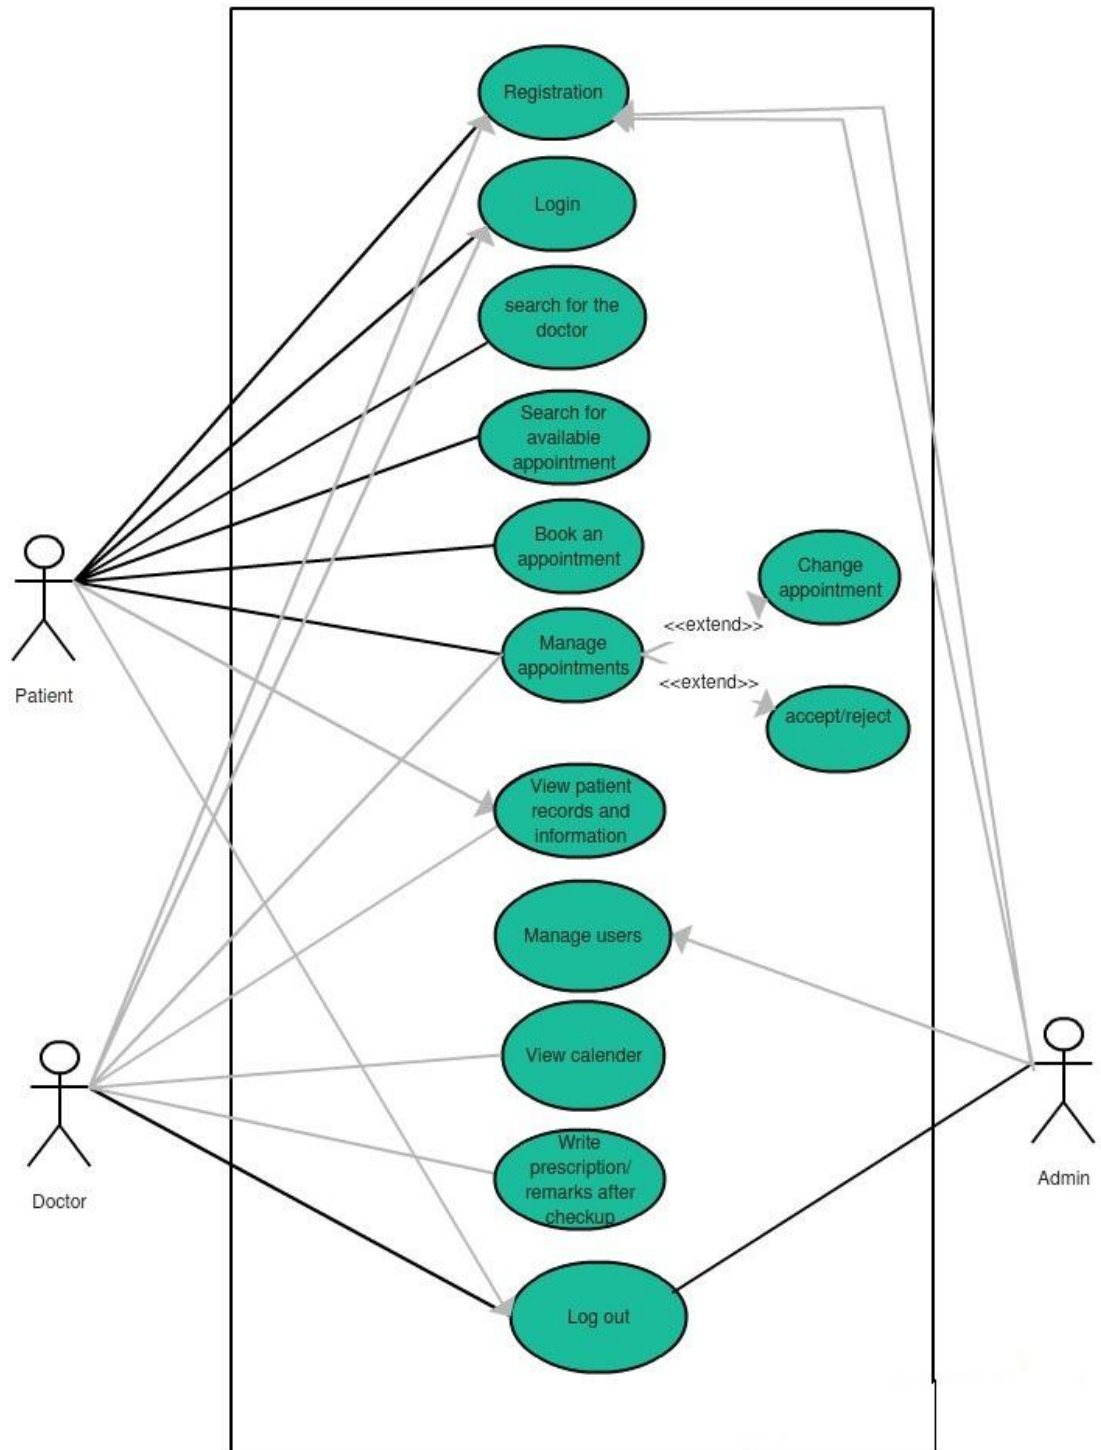 Registration
Login
search for the
doctor
Search for
available
appointment
Book an
appointment
Change
appointment
<<extend>>
Manage
appointments
<<extend>>
accept/reject
Patient
View patient
records and
information
Manage users
View calender
Write
prescription/
remarks after
checkup
Doctor
Admin
Log out